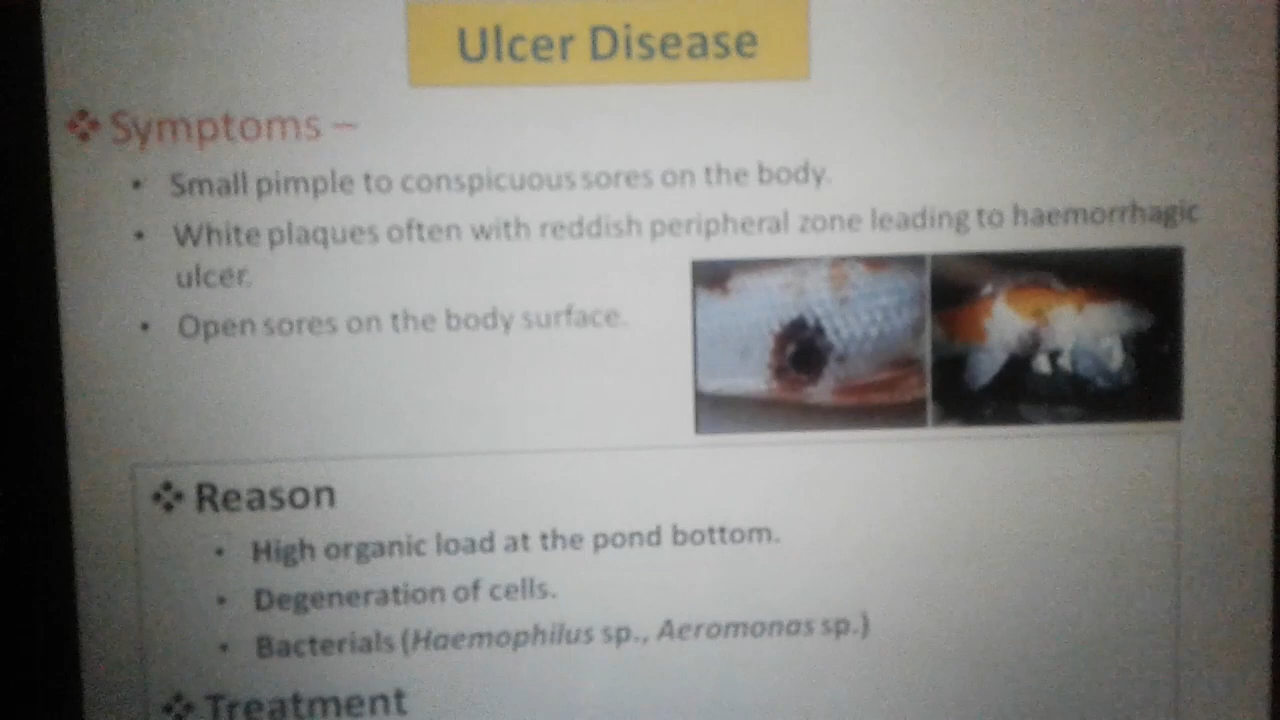 Ulcer Disease
❖ Symptoms –
• Small pimple to conspicuous sores on the body.
• White plaques often with reddish peripheral zone leading to haemorrhagic
ulcer.
• Open sores on the body surface.
❖ Reason
• High organic load at the pond bottom.
• Degeneration of cells.
• Bacterials (Haemophilus sp., Aeromonas sp.)
❖ Treatment